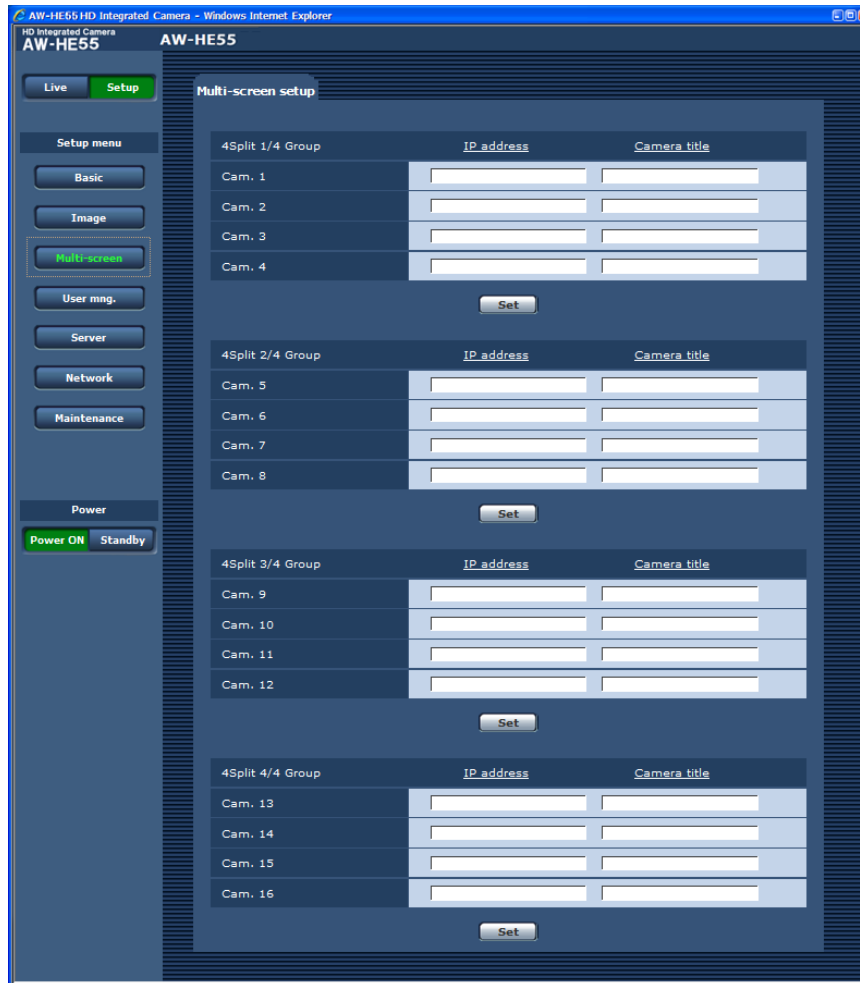 AW-HE55 HD Integrated Camera - Windows Internet Explorer
HD Integrated Camera
AW-HE55
AW-HE55
Live Setup
Setup menu
Basic
Image
Multi-screen
User mng.
Server
Network
Maintenance
Power
Power ON Standby
Multi-screen setup
4Split 1/4 Group IP address Camera title
Cam. 1
Cam. 2
Cam. 3
Cam. 4
Set
4Split 2/4 Group IP address Camera title
Cam. 5
Cam. 6
Cam. 7
Cam. 8
Set
4Split 3/4 Group IP address Camera title
Cam. 9
Cam. 10
Cam. 11
Cam. 12
Set
4Split 4/4 Group IP address Camera title
Cam. 13
Cam. 14
Cam. 15
Cam. 16
Set